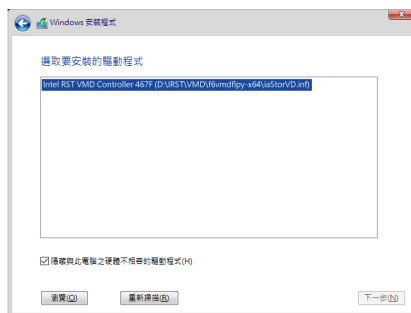 Windows 安裝程式
選取要安裝的驅動程式
Intel RST VMD Controller 467F (D:\IRST\VMD\f6vmdflpy-x64\iaStorVD.inf)
隱藏與此電腦之硬體不相容的驅動程式(H)
瀏覽(O)
重新掃描(R)
下一步(N)